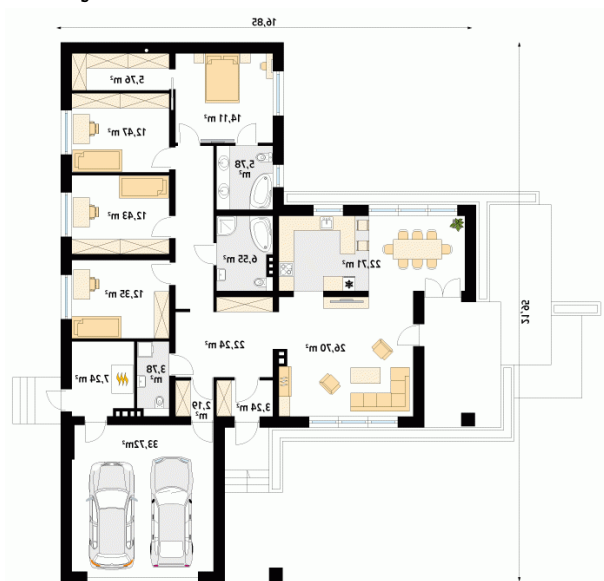 16,85
5,76 m²
14,11 m²
12,47 m²
5,78
m²
12,43 m²
6,55 m²
22,71 m²
21,95
12,35 m²
22,24 m²
26,70 m²
7,24 m²
3,78
m²
2,19
m²
3,24 m²
33,72m²